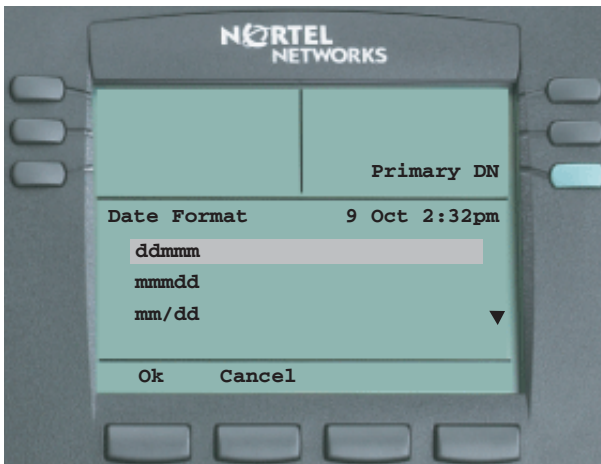 NORTEL
NETWORKS
Primary DN
Date Format 9 Oct 2:32pm
ddmmm
mmmdd
mm/dd
Ok Cancel